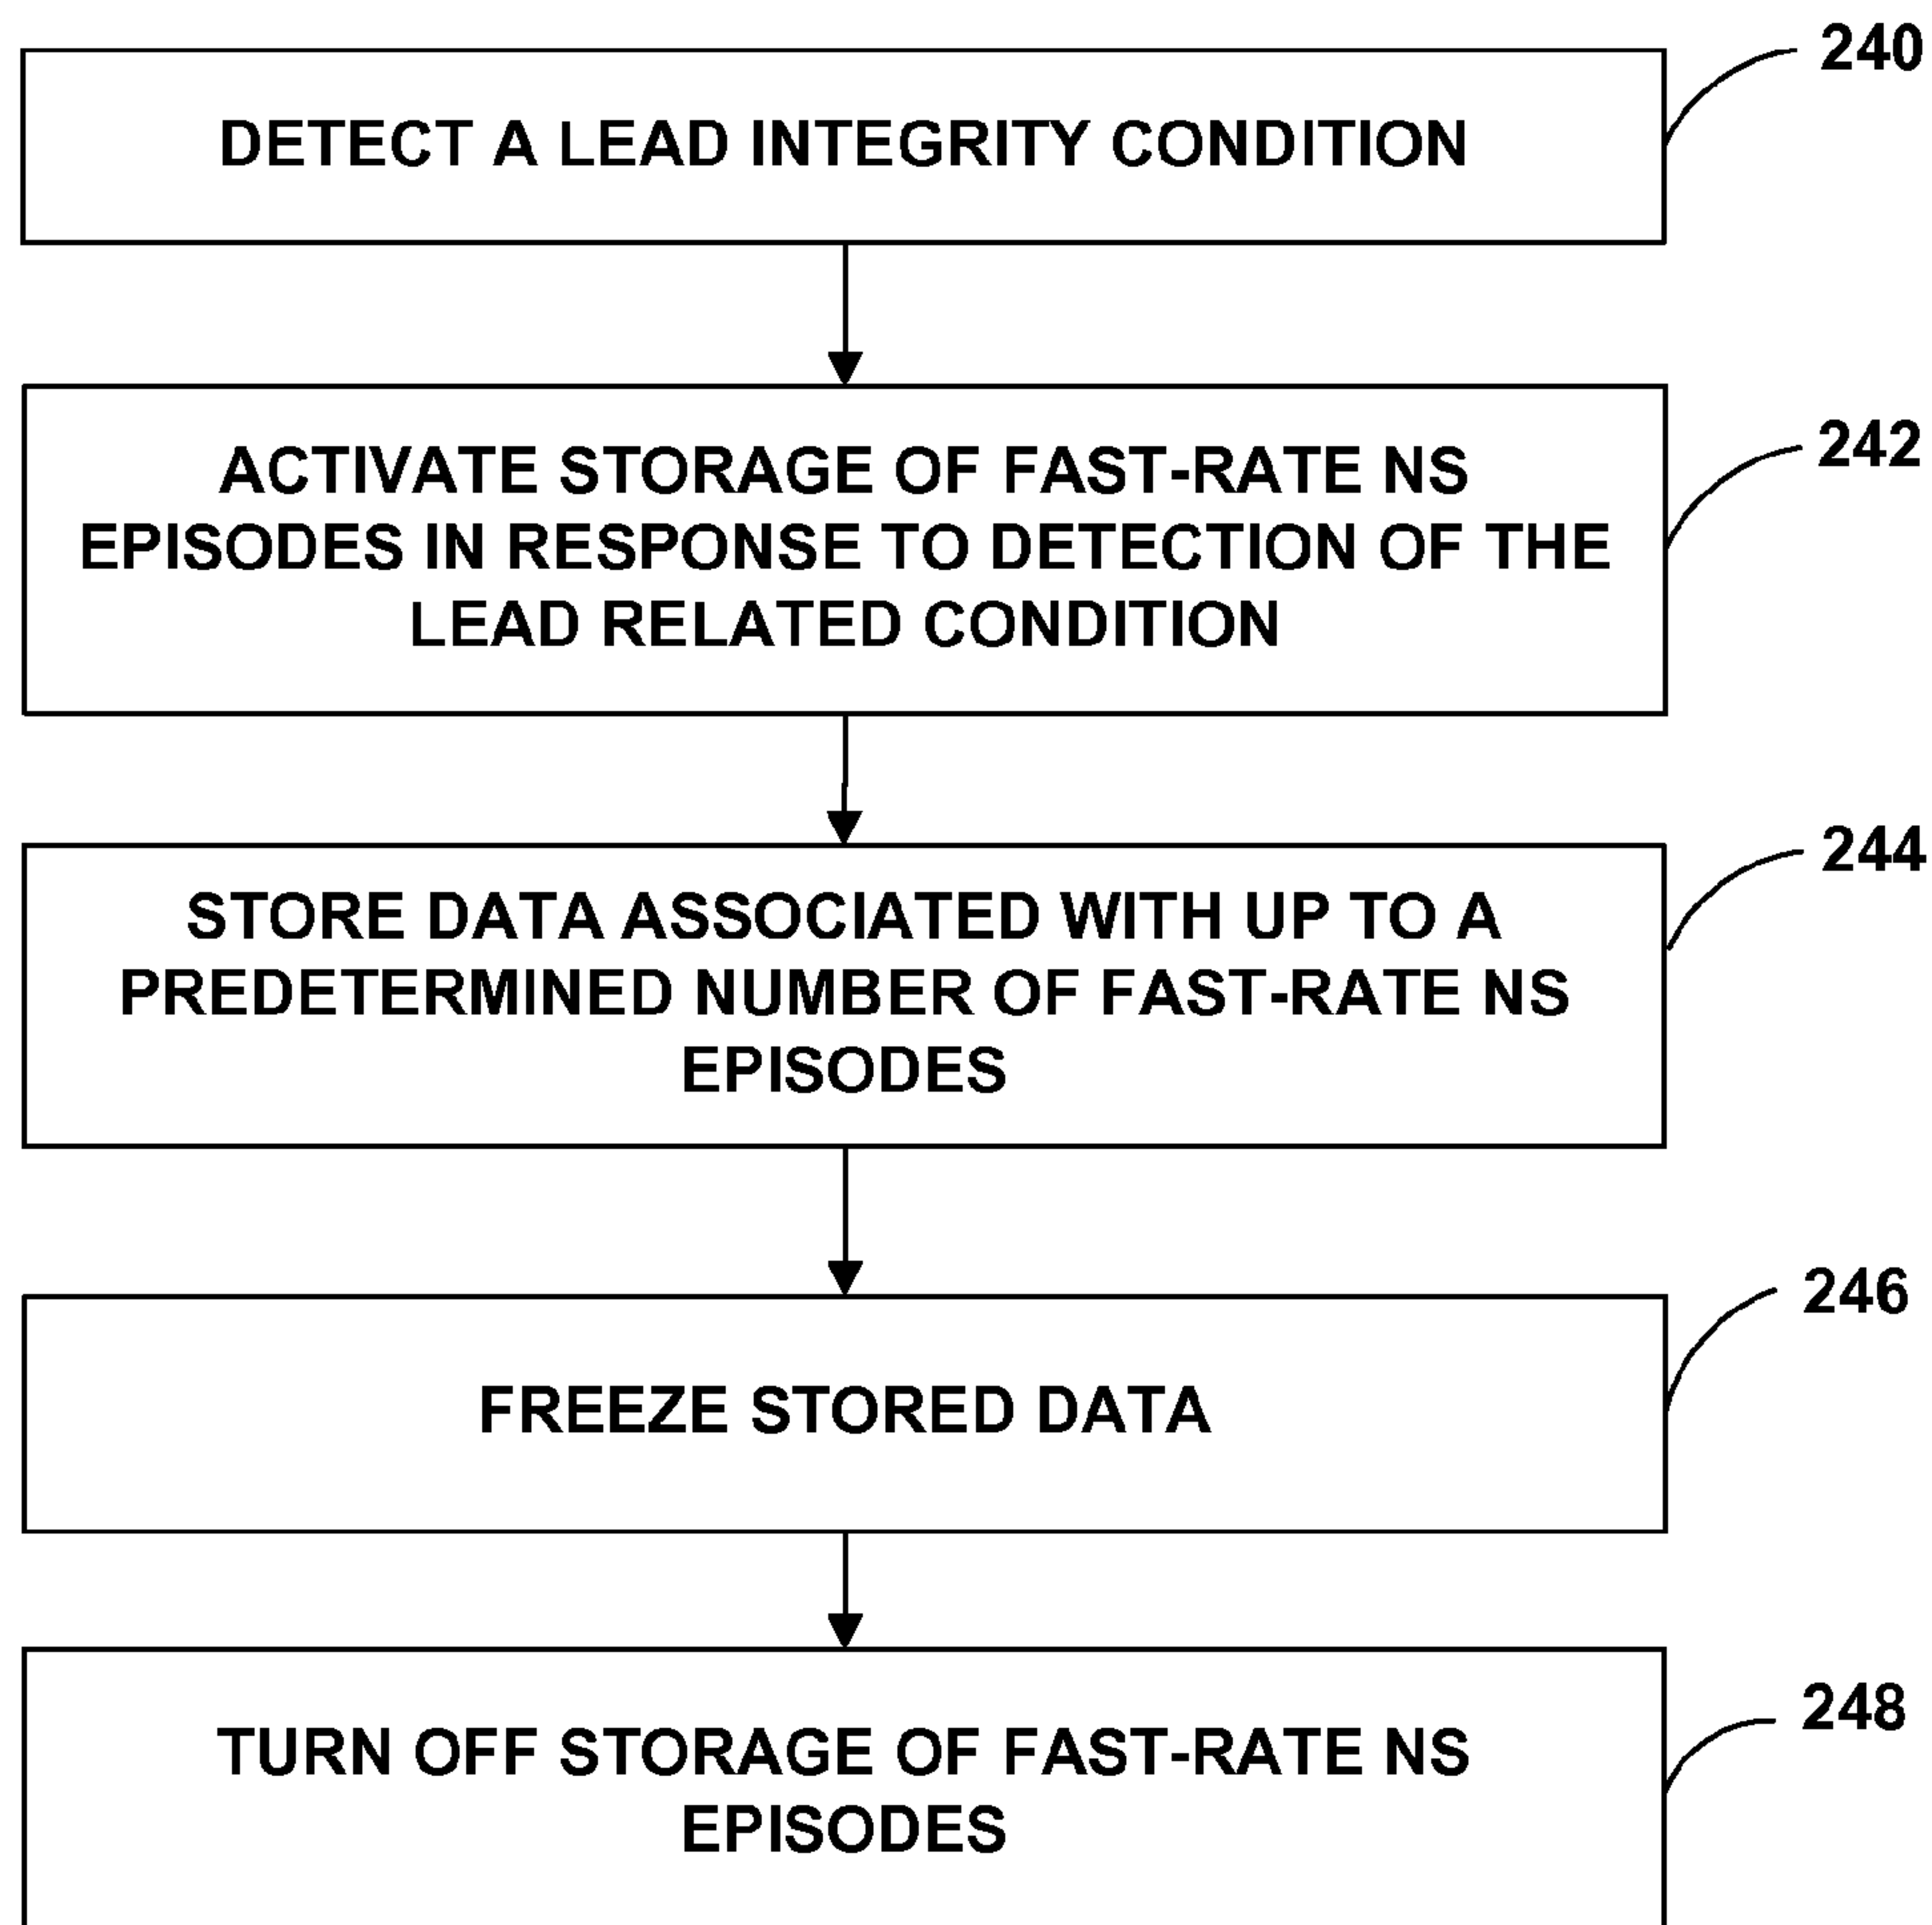 240
DETECT A LEAD INTEGRITY CONDITION
242
ACTIVATE STORAGE OF FAST-RATE NS
EPISODES IN RESPONSE TO DETECTION OF THE
LEAD RELATED CONDITION
244
STORE DATA ASSOCIATED WITH UP TO A
PREDETERMINED NUMBER OF FAST-RATE NS
EPISODES
246
FREEZE STORED DATA
248
TURN OFF STORAGE OF FAST-RATE NS
EPISODES